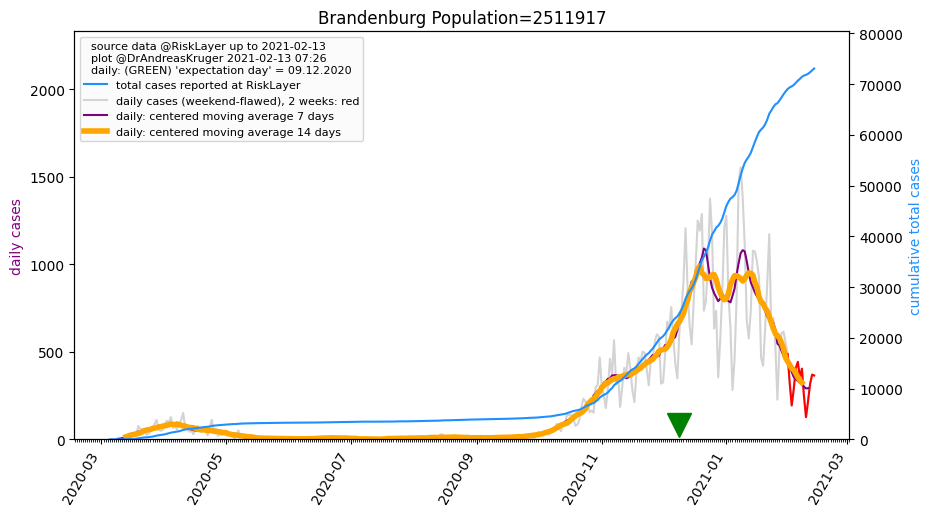 Brandenburg Population=2511917
source data @RiskLayer up to 2021-02-13
plot @DrAndreasKruger 2021-02-13 07:26
daily: (GREEN) 'expectation day' = 09.12.2020
total cases reported at RiskLayer
daily cases (weekend-flawed), 2 weeks: red
daily: centered moving average 7 days
daily: centered moving average 14 days
daily cases
2000
1500
1000
500
0
cumulative total cases
80000
70000
60000
50000
40000
30000
20000
10000
0
2020-03
2020-05
2020-07
2020-09
2020-11
2021-01
2021-03